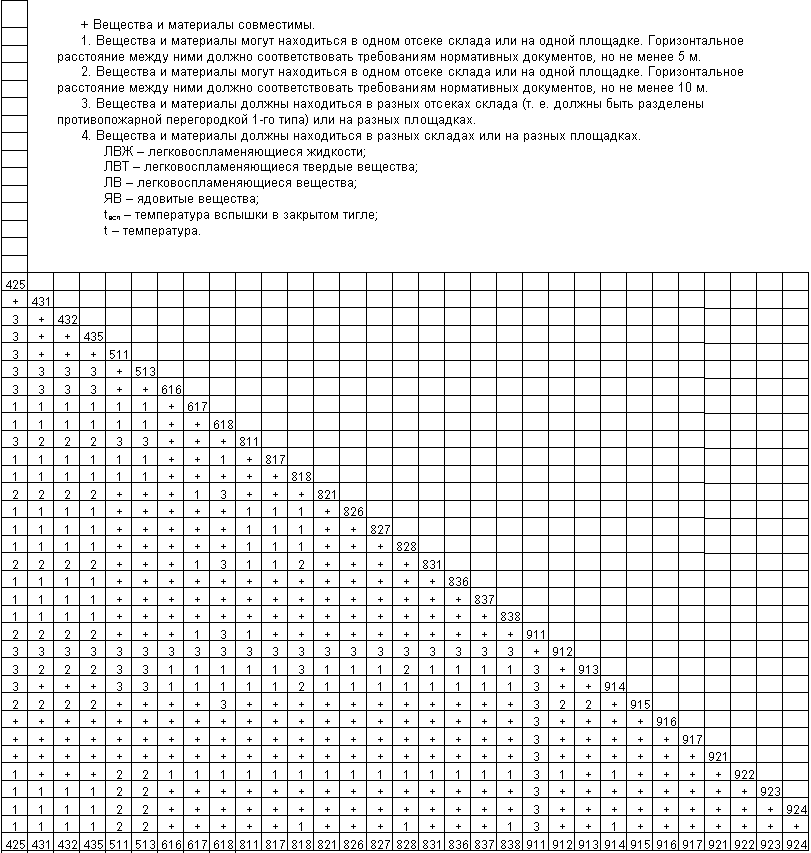 + Вещества и материалы совместимы.
1. Вещества и материалы могут находиться в одном отсеке склада или на одной площадке. Горизонтальное
расстояние между ними должно соответствовать требованиям нормативных документов, но не менее 5 м.
2. Вещества и материалы могут находиться в одном отсеке склада или на одной площадке. Горизонтальное
расстояние между ними должно соответствовать требованиям нормативных документов, но не менее 10 м.
3. Вещества и материалы должны находиться в разных отсеках склада (т. е. должны быть разделены
противопожарной перегородкой 1-го типа) или на разных площадках.
4. Вещества и материалы должны находиться в разных складах или на разных площадках.
ЛВЖ – легковоспламеняющиеся жидкости;
ЛВТ – легковоспламеняющиеся твердые вещества;
ЛВ – легковоспламеняющиеся вещества;
ЯВ – ядовитые вещества;
tвсп – температура вспышки в закрытом тигле;
t – температура.
425
+ 431
3 + 432
3 + + 435
3 + + + 511
3 3 3 3 + 513
3 3 3 3 + + 616
1 1 1 1 1 1 + 617
1 1 1 1 1 1 + + 618
3 2 2 2 3 3 + + + 811
1 1 1 1 1 1 + + 1 + 817
1 1 1 1 1 1 + + + + + 818
2 2 2 2 + + + 1 3 + + + 821
1 1 1 1 + + + + + 1 1 1 + 826
1 1 1 1 + + + + + 1 1 1 + + 827
1 1 1 1 + + + + + 1 1 1 + + + 828
2 2 2 2 + + + 1 3 1 1 2 + + + + 831
1 1 1 1 + + + + + + + + + + + + + 836
1 1 1 1 + + + + + + + + + + + + + + 837
1 1 1 1 + + + + + + + + + + + + + + + 838
2 2 2 2 + + + 1 3 1 + + + + + + + + + + 911
3 3 3 3 3 3 3 3 3 3 3 3 3 3 3 3 3 3 3 3 + 912
3 2 2 2 3 3 1 1 1 1 1 3 1 1 1 2 1 1 1 1 3 + 913
3 + + + 3 3 1 1 1 1 1 2 1 1 1 1 1 1 1 1 3 + + 914
2 2 2 2 + + + + 3 + + + + + + + + + + + 3 2 2 + 915
+ + + + + + + + + + + + + + + + + + + + 3 + + + + 916
+ + + + + + + + + + + + + + + + + + + + 3 + + + + + 917
+ + + + + + + + + + + + + + + + + + + + 3 + + + + + + 921
1 + + + 2 2 1 1 1 1 1 1 1 1 1 1 1 1 1 1 3 1 + 1 + + + + 922
1 1 1 1 2 2 + + + + + + + + + + + + + + 3 + + + + + + + + 923
1 1 1 1 2 2 + + + + + + + + + + + + + + 3 + + + + + + + + + 924
1 1 1 1 2 2 + + + + + 1 + + + 1 + + + 1 3 + + 1 + + + + + + +
425 431 432 435 511 513 616 617 618 811 817 818 821 826 827 828 831 836 837 838 911 912 913 914 915 916 917 921 922 923 924